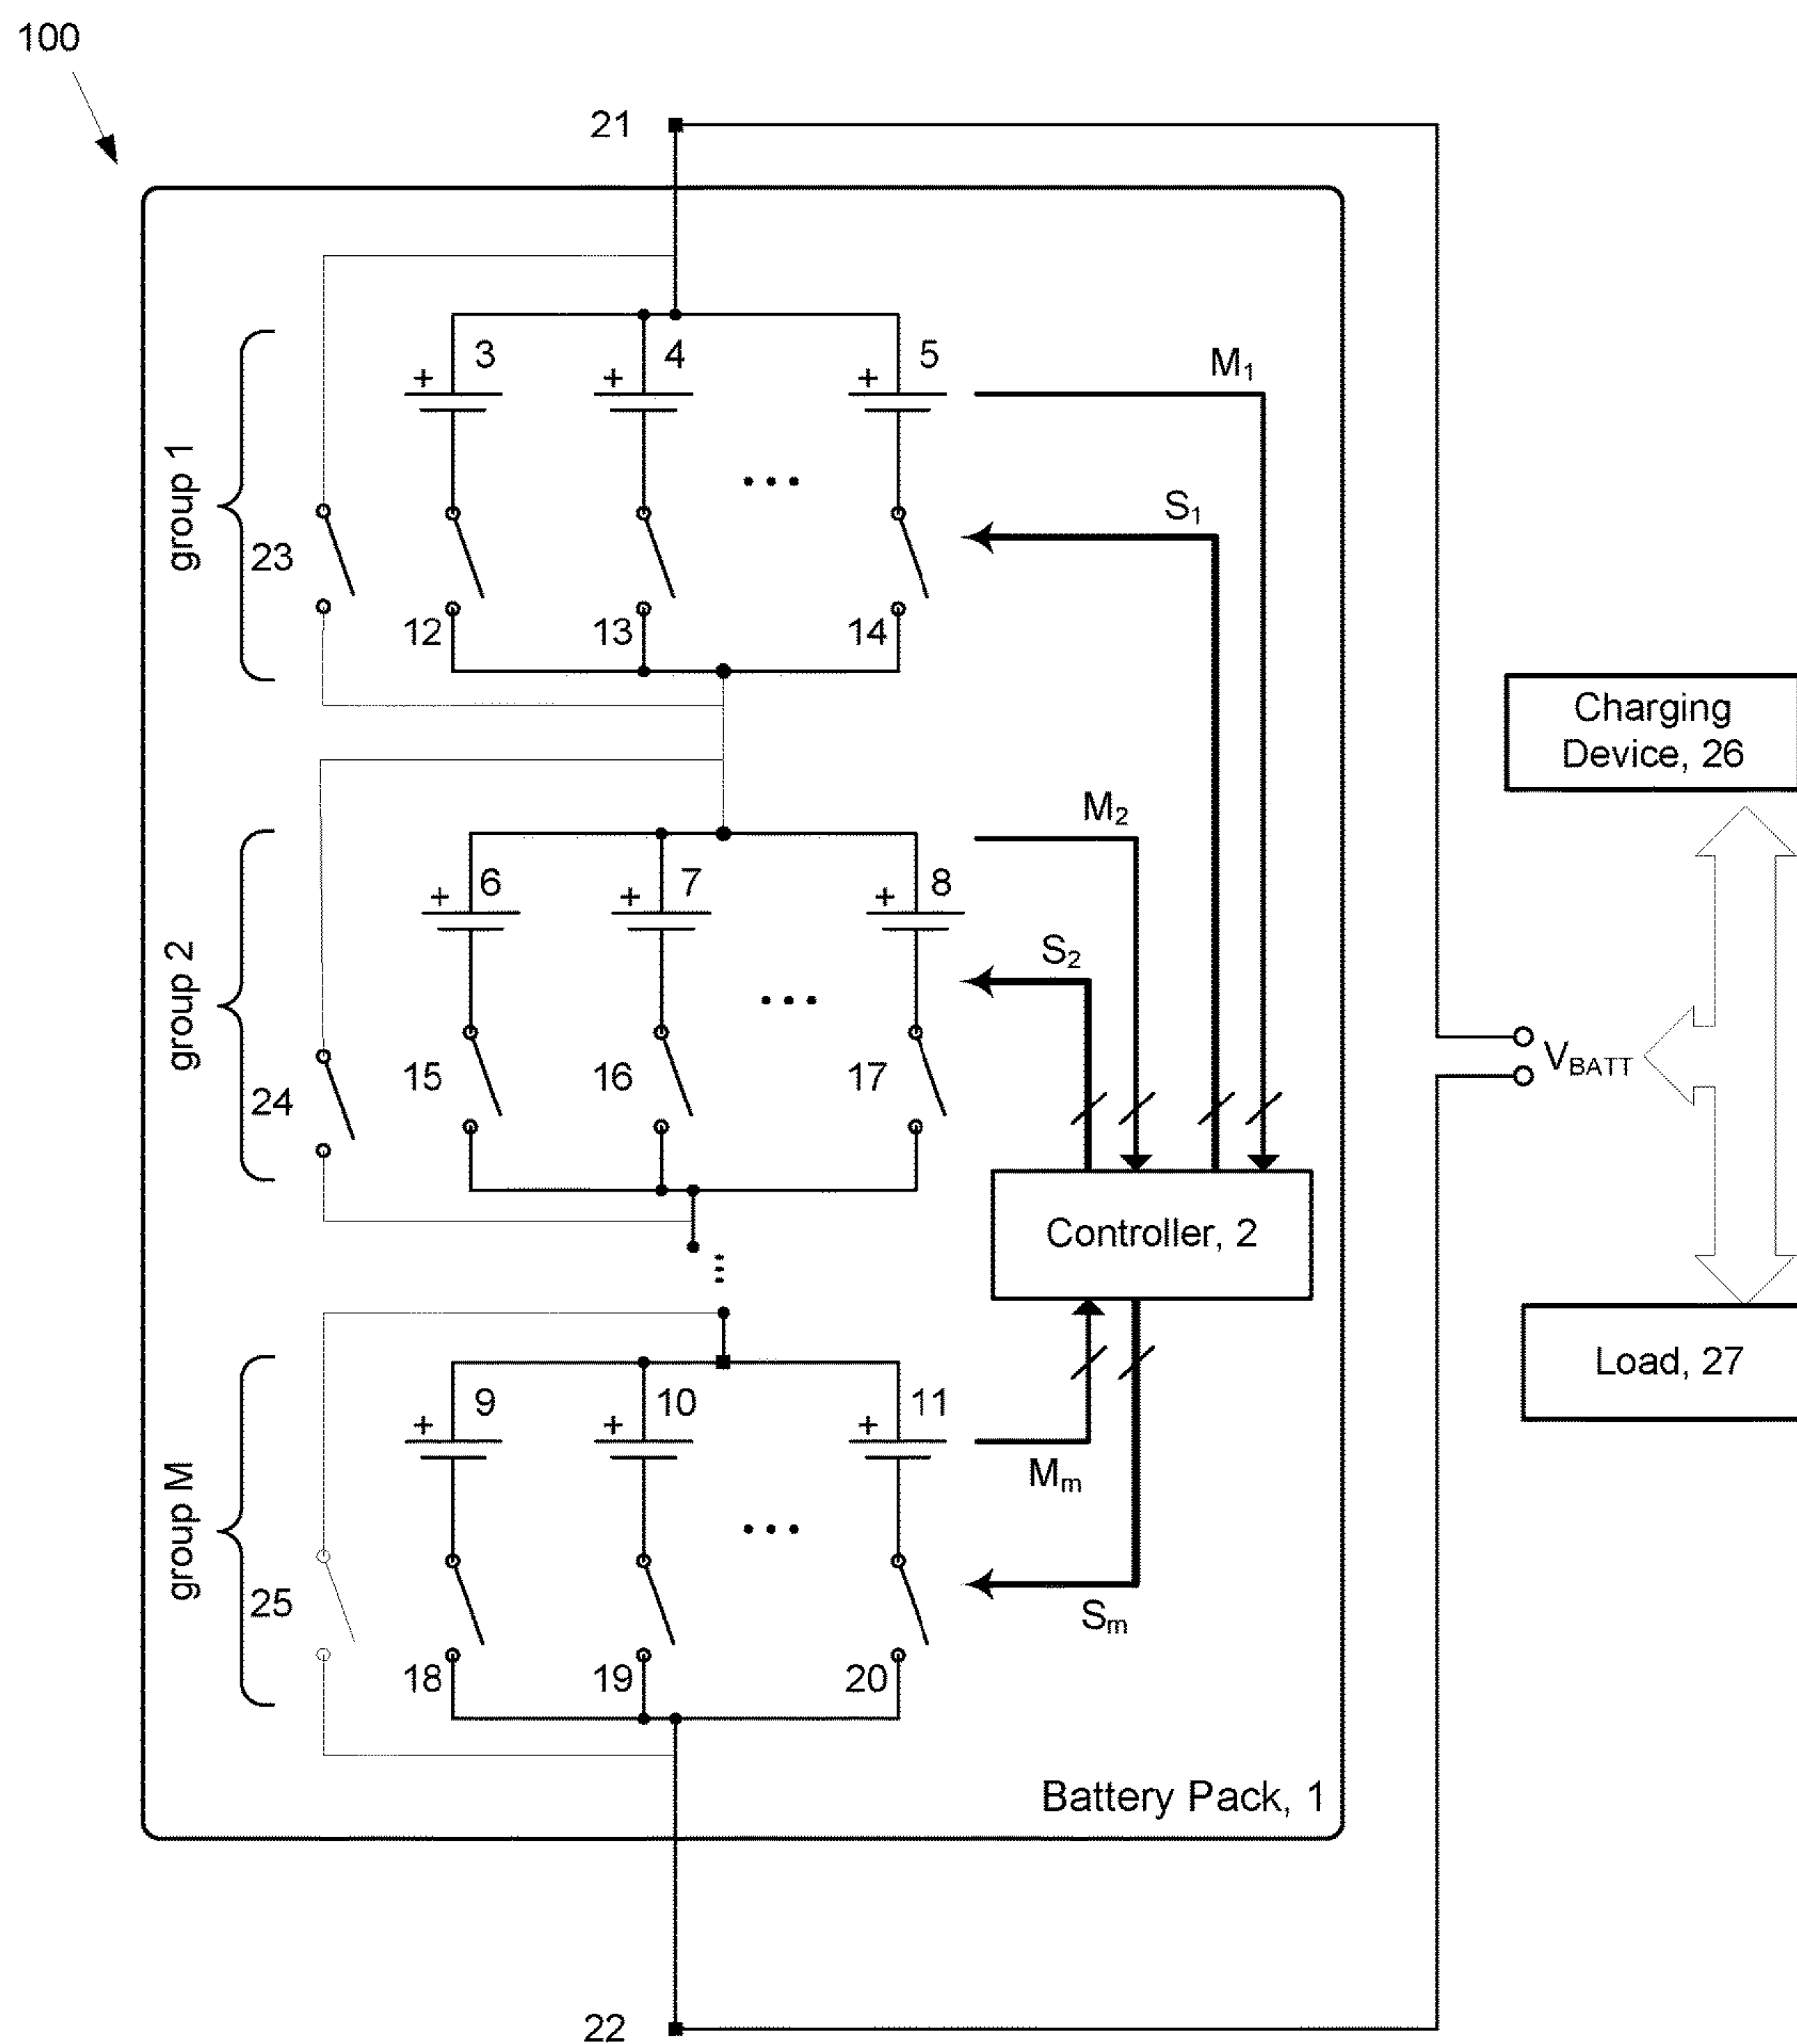 100
21
group 1
+ 3
+ 4
+ 5
M1
...
S1
23
12
13
14
Charging
Device, 26
group 2
M2
+ 6
+ 7
+ 8
S2
...
24
15
16
17
VBATT
Controller, 2
...
Load, 27
group M
+ 9
+ 10
+ 11
Mm
...
25
Sm
18
19
20
Battery Pack, 1
22